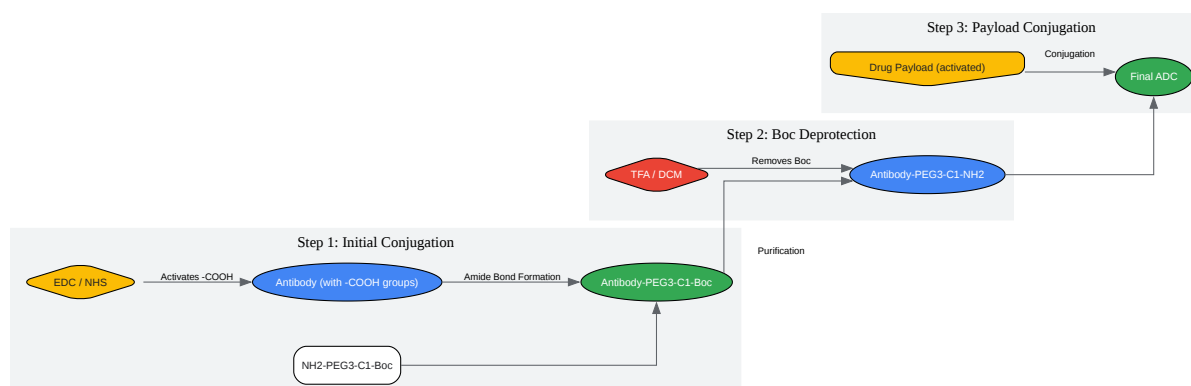 Step 3: Payload Conjugation
Drug Payload (activated)
Conjugation
Final ADC
Step 2: Boc Deprotection
TFA / DCM
Removes Boc
Antibody-PEG3-C1-NH2
Step 1: Initial Conjugation
Purification
EDC / NHS
Activates -COOH
Antibody (with -COOH groups)
Amide Bond Formation
Antibody-PEG3-C1-Boc
NH2-PEG3-C1-Boc